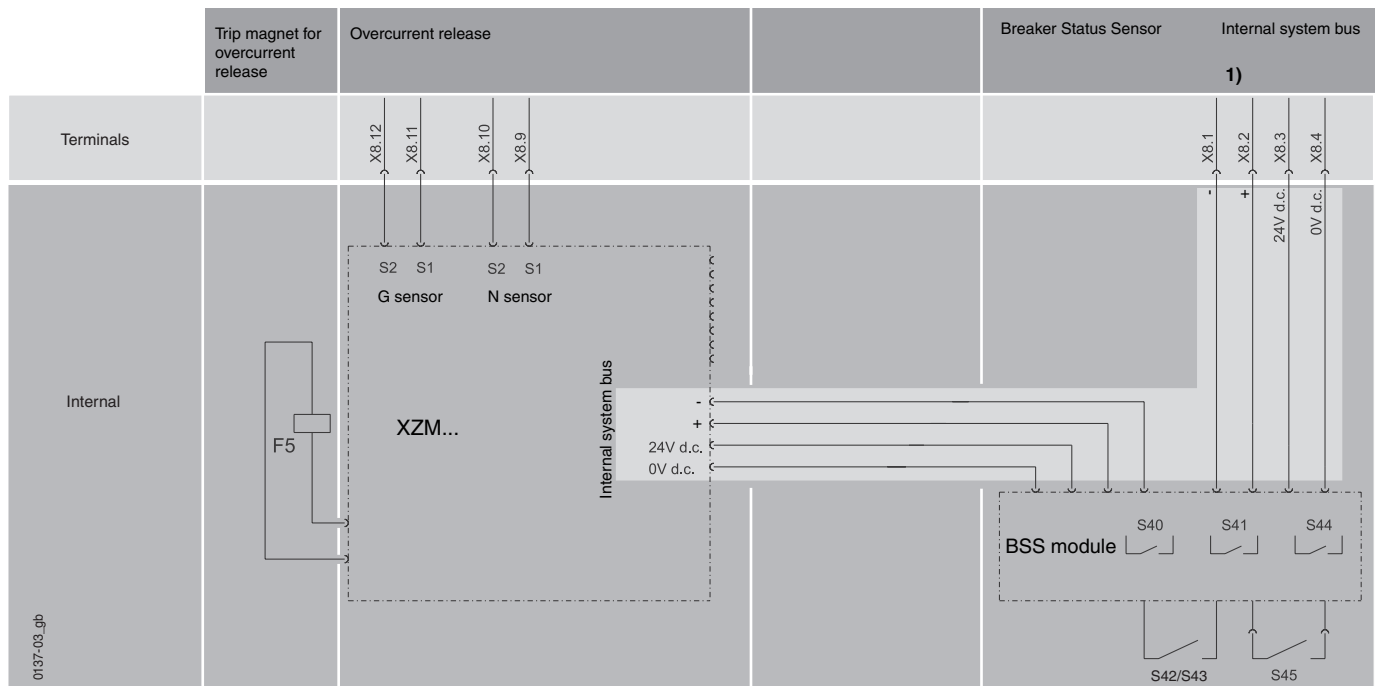 Trip magnet for
overcurrent
release
Overcurrent release
Breaker Status Sensor
Internal system bus
1)
Terminals
X8.12
X8.11
X8.10
X8.9
X8.1
X8.2
X8.3
X8.4
-
+
24V d.c.
0V d.c.
S2 S1 S2 S1
G sensor
N sensor
Internal
F5
XZM...
Internal system bus
-
+
24V d.c.
0V d.c.
BSS module
S40
S41
S44
S42/S43
S45
0137-03_gb